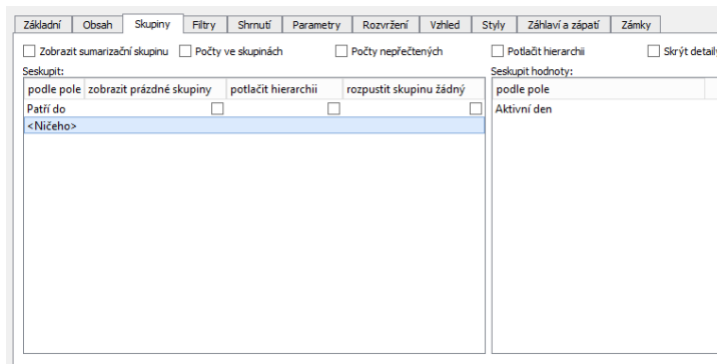 Základní Obsah Skupiny Filtry Shrnutí Parametry Rozvržení Vzhled Styly Záhlaví a zápatí Zámky
Zobrazit sumarizační skupinu Počty ve skupinách Počty nepřečtených Potlačit hierarchii Skrýt detaily
Seskupit: Seskupit hodnoty:
podle pole zobrazit prázdné skupiny potlačit hierarchii rozpustit skupinu žádný podle pole
Patří do Aktivní den
<Ničeho>